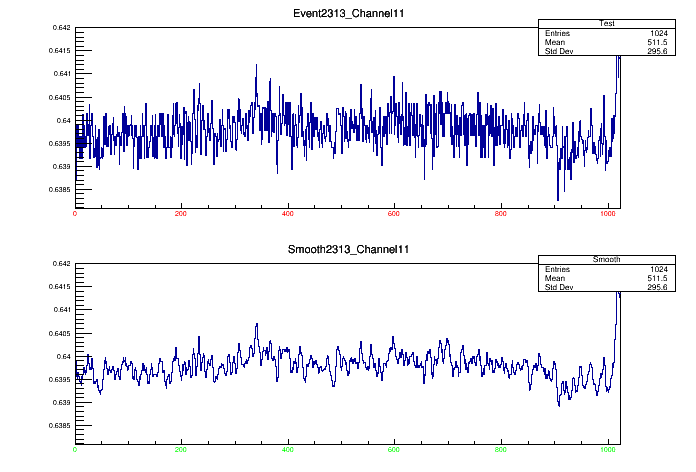 Event2313_Channel11
Test
Entries 1024
Mean 511.5
Std Dev 295.6
0.642
0.6415
0.641
0.6405
0.64
0.6395
0.639
0.6385
0 200 400 600 800 1000
Smooth2313_Channel11
Smooth
Entries 1024
Mean 511.5
Std Dev 295.6
0.642
0.6415
0.641
0.6405
0.64
0.6395
0.639
0.6385
0 200 400 600 800 1000